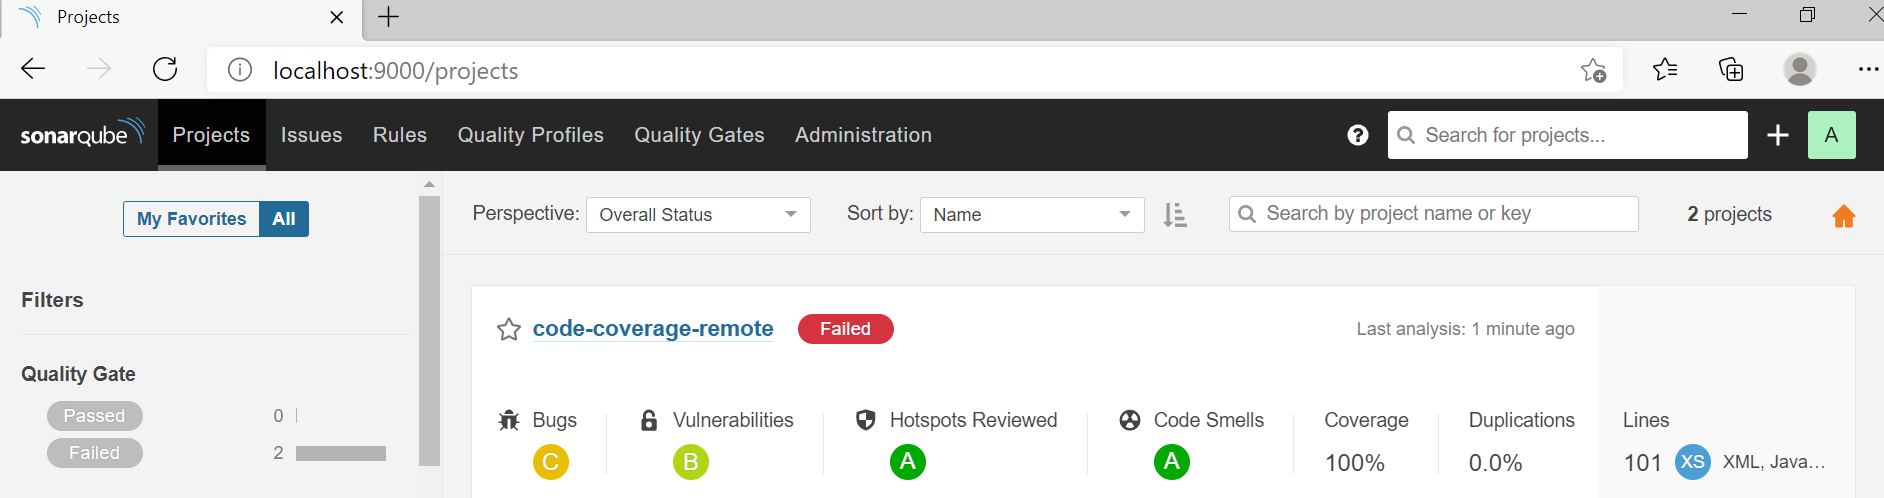 Projects
localhost:9000/projects
sonarqube Projects Issues Rules Quality Profiles Quality Gates Administration ? Search for projects... A
My Favorites All
Perspective: Overall Status Sort by: Name Search by project name or key 2 projects
Filters
code-coverage-remote Failed Last analysis: 1 minute ago
Quality Gate
Passed 0
Failed 2
Bugs Vulnerabilities Hotspots Reviewed Code Smells Coverage Duplications Lines
C B A A 100% 0.0% 101 XS XML, Java...